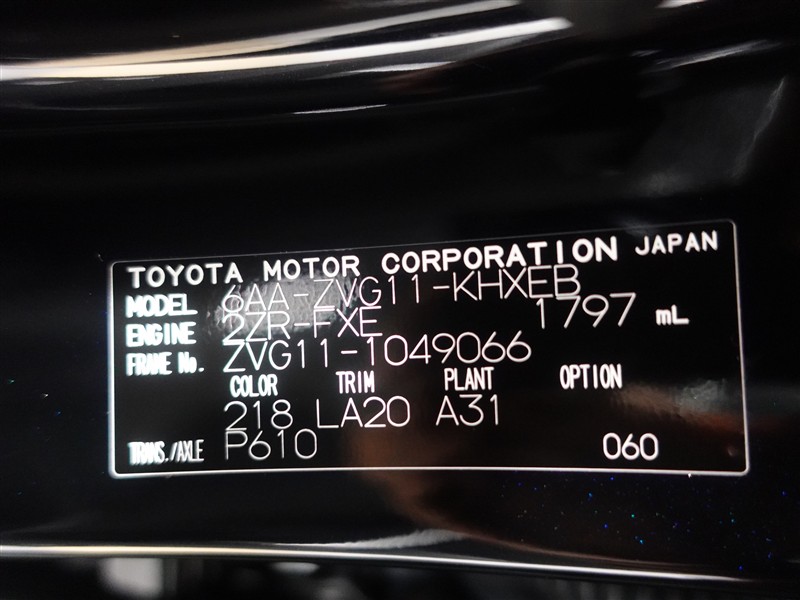 TOYOTA MOTOR CORPORATION JAPAN
MODEL 6AA-ZVG11-KHXEB
ENGINE 2ZR-FXE 1797 mL
FRAME No. ZVG11-1049066
COLOR TRIM PLANT OPTION
218 LA20 A31
TRANS./AXLE P610 060